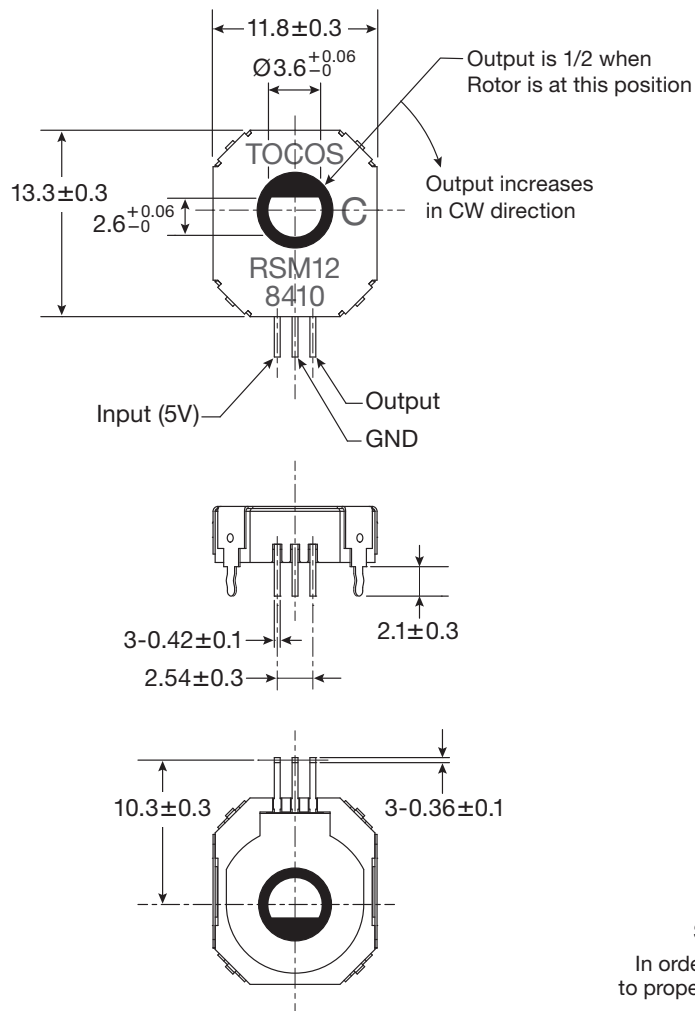 11.8±0.3
Ø3.6 +0.06 -0
Output is 1/2 when
Rotor is at this position
TOCOS
13.3±0.3
2.6 +0.06 -0
C
Output increases
in CW direction
RSM12
8410
Input (5V)
Output
GND
2.1±0.3
3-0.42±0.1
2.54±0.3
10.3±0.3
3-0.36±0.1
In orde
to prope